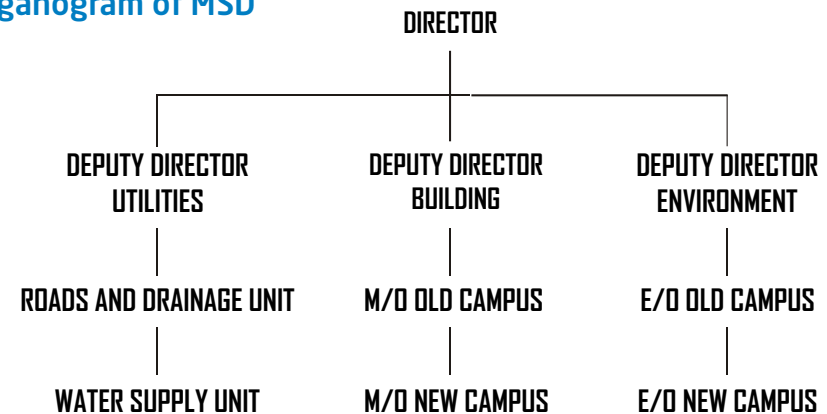 ganogram of MSD
DIRECTOR
DEPUTY DIRECTOR
UTILITIES
DEPUTY DIRECTOR
BUILDING
DEPUTY DIRECTOR
ENVIRONMENT
ROADS AND DRAINAGE UNIT
M/O OLD CAMPUS
E/O OLD CAMPUS
WATER SUPPLY UNIT
M/O NEW CAMPUS
E/O NEW CAMPUS